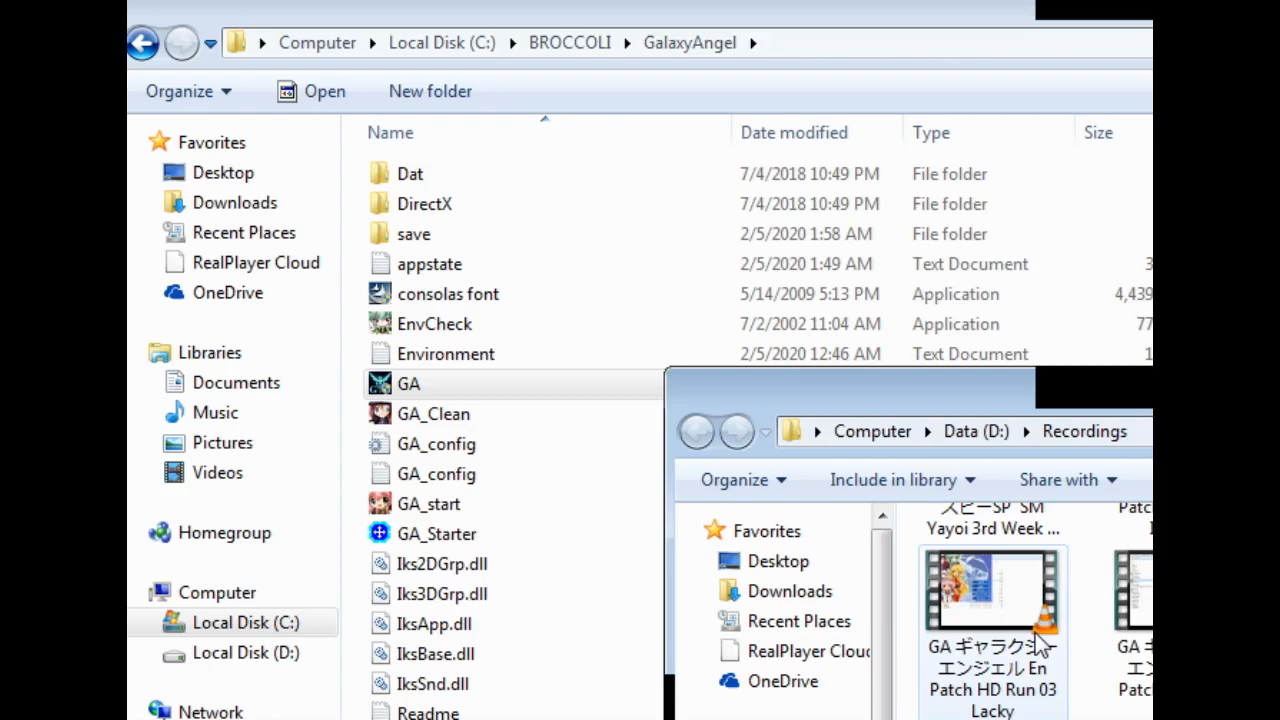 Computer Local Disk (C:) BROCCOLI GalaxyAngel
Organize Open New folder
Name Date modified Type Size
Favorites
Desktop
Downloads
Recent Places
RealPlayer Cloud
OneDrive
Libraries
Documents
Music
Pictures
Videos
Homegroup
Computer
Local Disk (C:)
Local Disk (D:)
Network
Dat 7/4/2018 10:49 PM File folder
DirectX 7/4/2018 10:49 PM File folder
save 2/5/2020 1:58 AM File folder
appstate 2/5/2020 1:49 AM Text Document 3
consolas font 5/14/2009 5:13 PM Application 4,439
EnvCheck 7/2/2002 11:04 AM Application 77
Environment 2/5/2020 12:46 AM Text Document 1
GA
GA_Clean
GA_config
GA_config
GA_start
GA_Starter
Iks2DGrp.dll
Iks3DGrp.dll
IksApp.dll
IksBase.dll
IksSnd.dll
Readme
Computer Data (D:) Recordings
Organize Include in library Share with
Favorites
Desktop
Downloads
Recent Places
RealPlayer Clou
OneDrive
スピーSP SM
Yayoi 3rd Week ...
GA ギャラクシー
エンジェル En
Patch HD Run 03
Lacky
Patc
GA ギ
エン
Patc